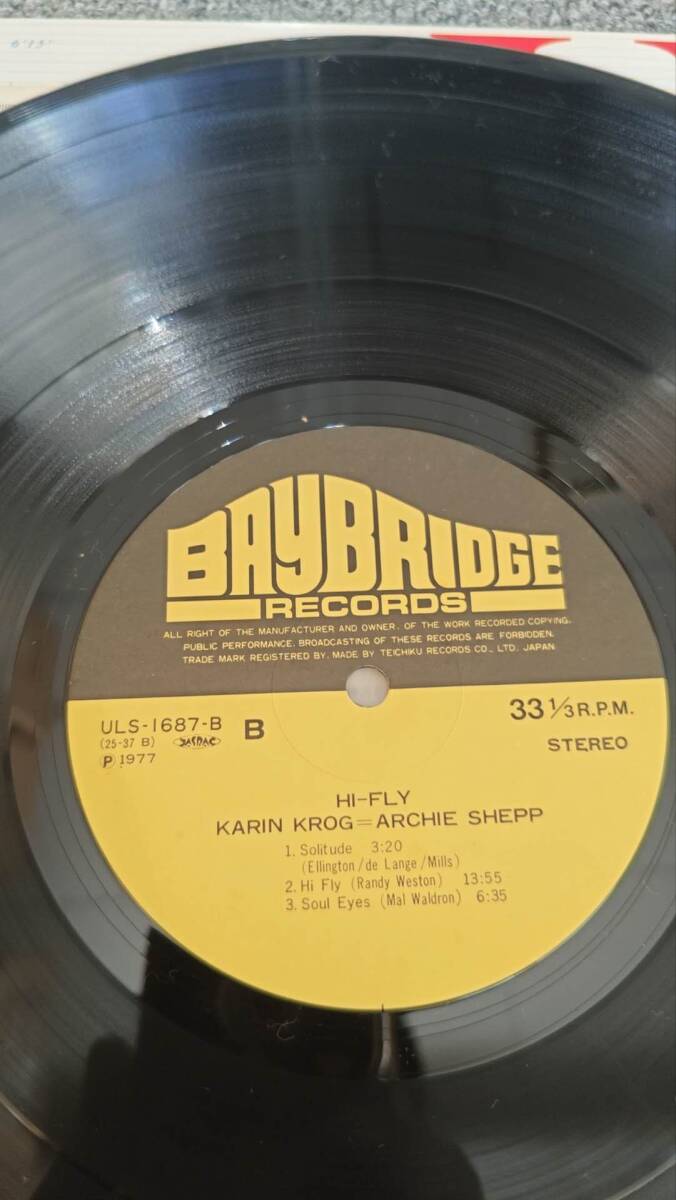 6'15"
BAYBRIDGE
RECORDS
ALL RIGHT OF THE MANUFACTURER AND OWNER. OF THE WORK RECORDED COPYING.
PUBLIC PERFORMANCE. BROADCASTING OF THESE RECORDS ARE FORBIDDEN.
TRADE MARK REGISTERED BY, MADE BY TEICHIKU RECORDS CO., LTD. JAPAN
ULS-1687-B B 33 1/3 R.P.M.
(25-37 B) JASRAC STEREO
Ⓟ 1977
HI-FLY
KARIN KROG=ARCHIE SHEPP
1. Solitude 3:20
(Ellington/de Lange/Mills)
2. Hi Fly (Randy Weston) 13:55
3. Soul Eyes (Mal Waldron) 6:35